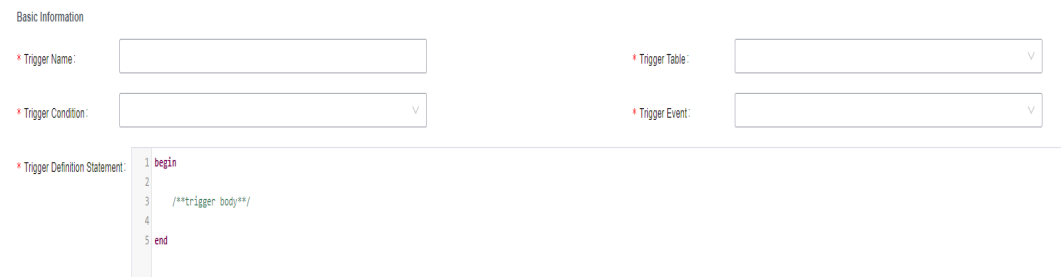 Basic Information
* Trigger Name:
* Trigger Table:
* Trigger Condition:
* Trigger Event:
* Trigger Definition Statement:
1 begin
2
3 /**trigger body**/
4
5 end